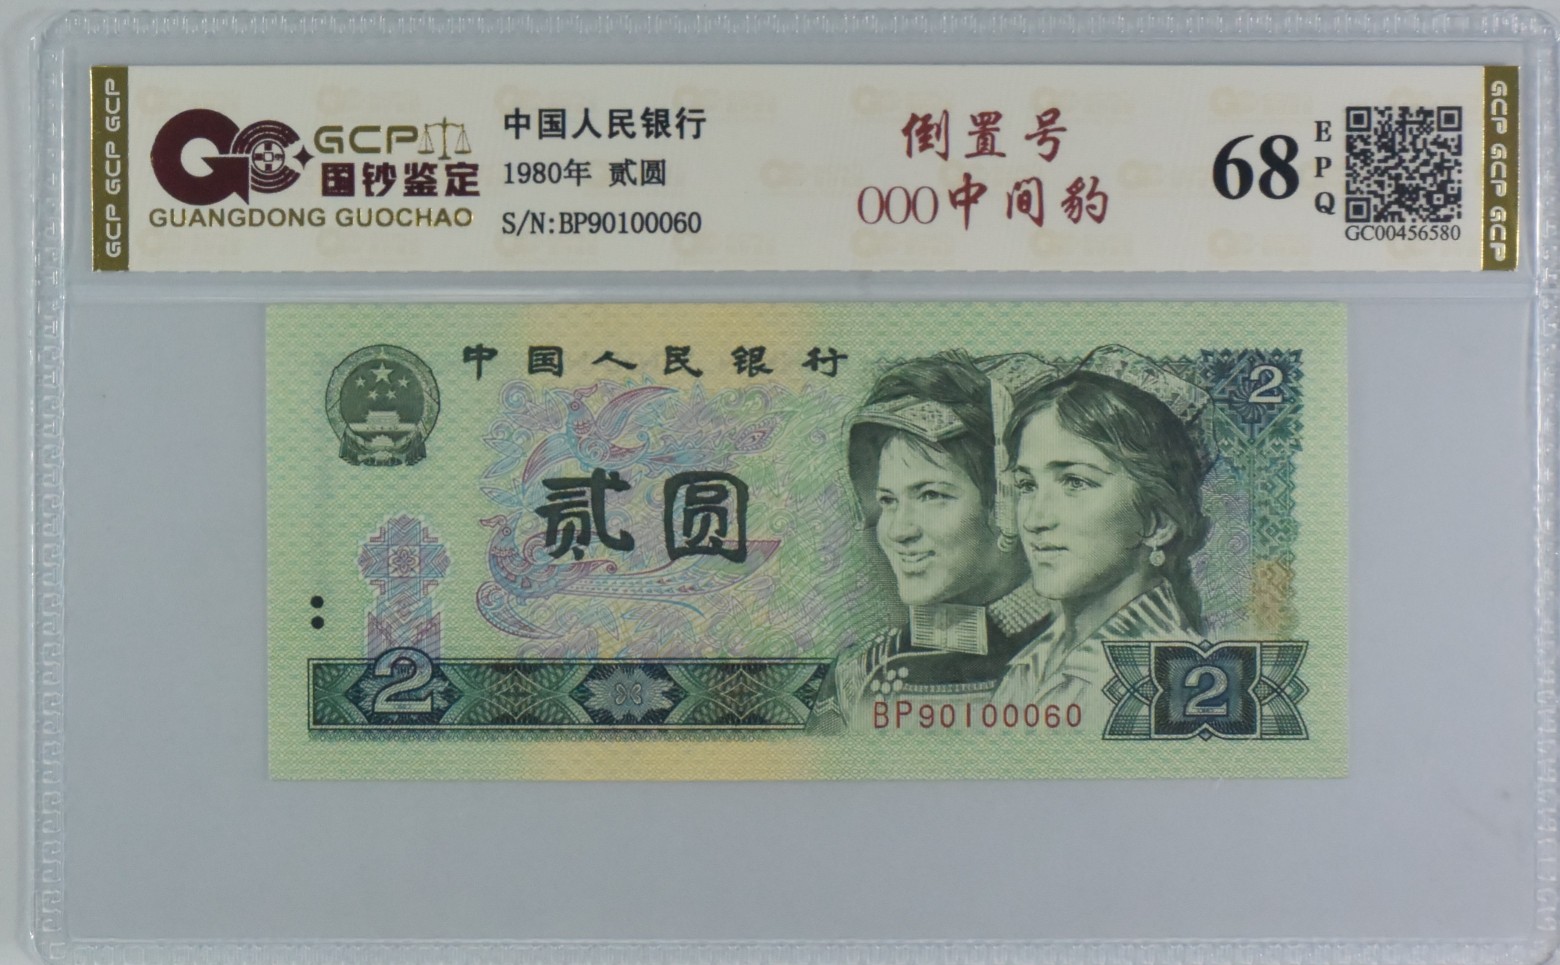 GCP GCP GCP
GCP
国钞鉴定
GUANGDONG GUOCHAO
中国人民银行
1980年 贰圆
S/N:BP90100060
倒置号
000中间豹
68
EPQ
GC00456580
GCP GCP GCP
中国人民银行
2
贰圆
2
BP90100060
2